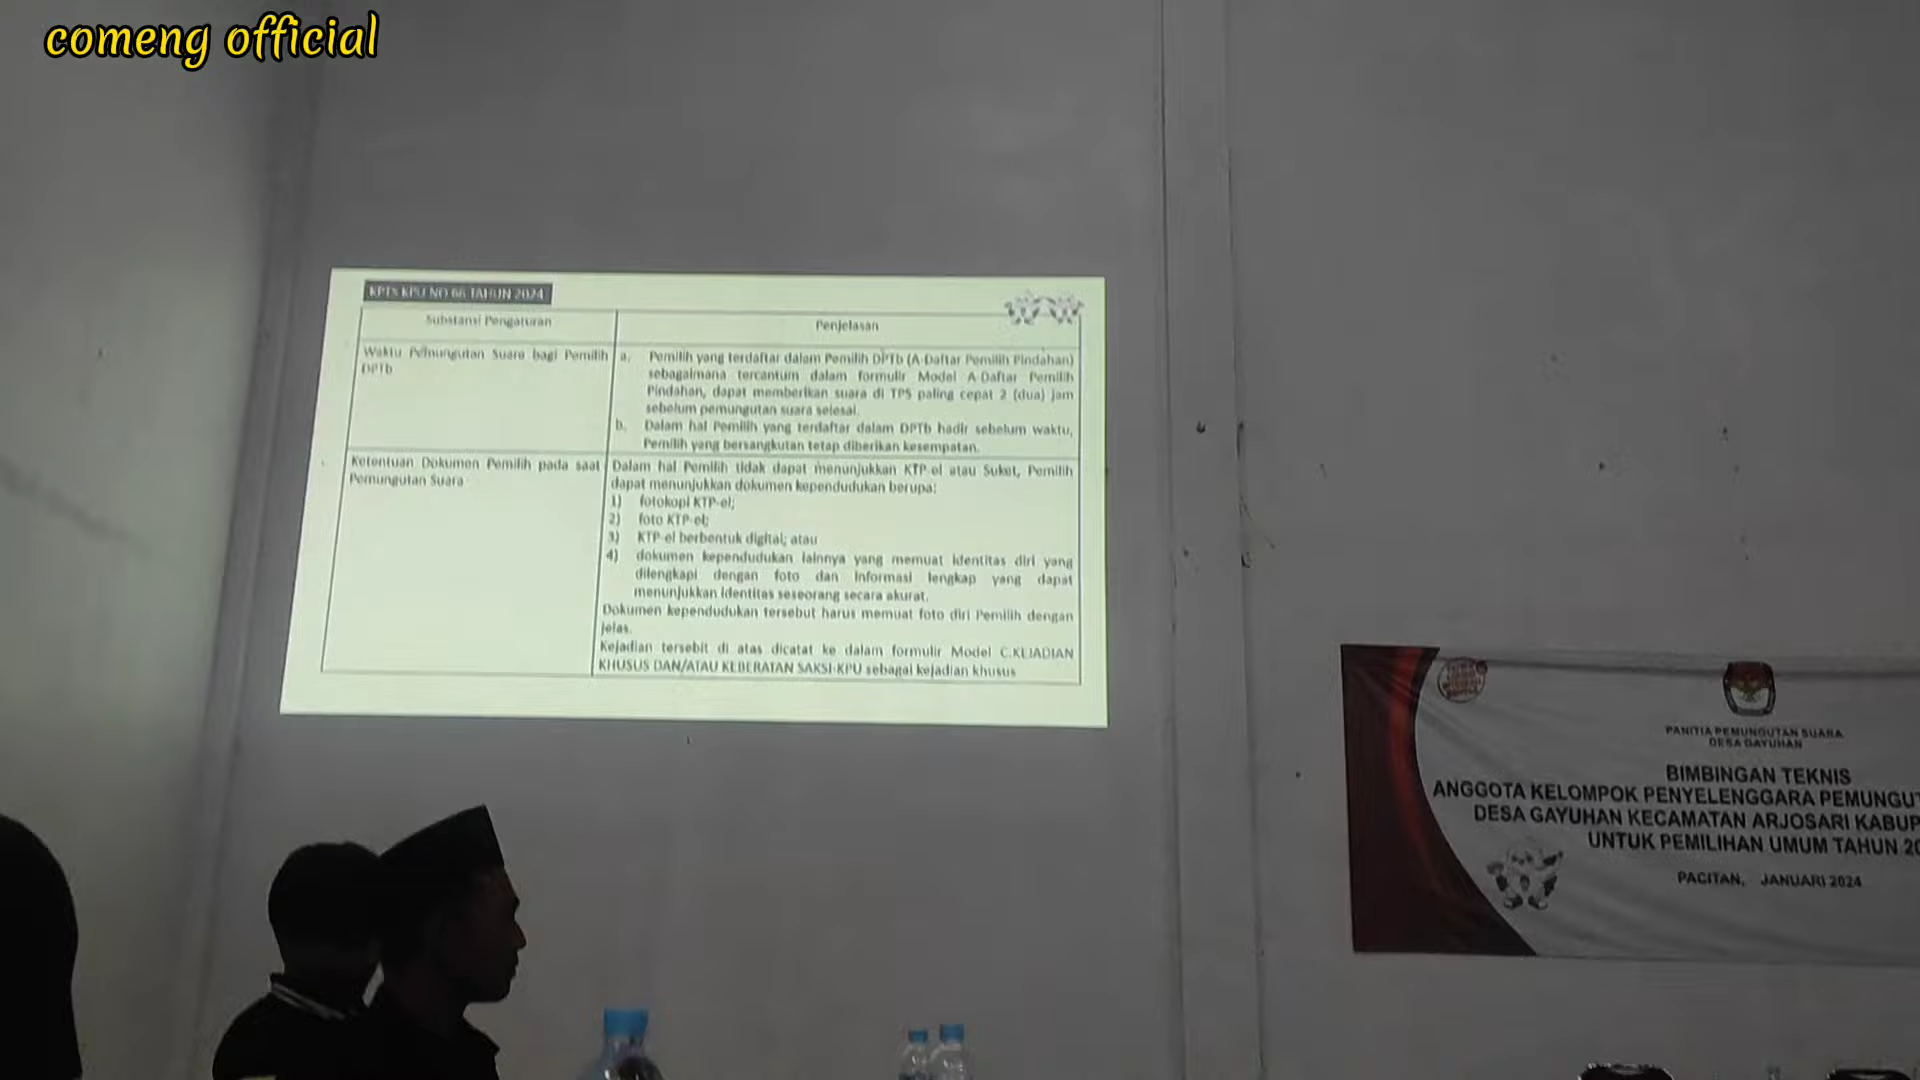 comeng official
KPTs KPU NO 66 TAHUN 2024
Substansi Pengaturan
Penjelasan
Waktu Pemungutan Suara bagi Pemilih
DPTb
a. Pemilih yang terdaftar dalam Pemilih DPTb (A-Daftar Pemilih Pindahan)
sebagaimana tercantum dalam formulir Model A-Daftar Pemilih
Pindahan, dapat memberikan suara di TPS paling cepat 2 (dua) jam
sebelum pemungutan suara selesai.
b. Dalam hal Pemilih yang terdaftar dalam DPTb hadir sebelum waktu,
Pemilih yang bersangkutan tetap diberikan kesempatan.
Ketentuan Dokumen Pemilih pada saat
Pemungutan Suara
Dalam hal Pemilih tidak dapat menunjukkan KTP-el atau Suket, Pemilih
dapat menunjukkan dokumen kependudukan berupa:
1) fotokopi KTP-el;
2) foto KTP-el;
3) KTP-el berbentuk digital; atau
4) dokumen kependudukan lainnya yang memuat identitas diri yang
dilengkapi dengan foto dan informasi lengkap yang dapat
menunjukkan identitas seseorang secara akurat.
Dokumen kependudukan tersebut harus memuat foto diri Pemilih dengan
jelas.
Kejadian tersebit di atas dicatat ke dalam formulir Model C.KEJADIAN
KHUSUS DAN/ATAU KEBERATAN SAKSI-KPU sebagai kejadian khusus
PANITIA PEMUNGUTAN SUARA
DESA GAYUHAN
BIMBINGAN TEKNIS
ANGGOTA KELOMPOK PENYELENGGARA PEMUNGUT
DESA GAYUHAN KECAMATAN ARJOSARI KABUP
UNTUK PEMILIHAN UMUM TAHUN 20
PACITAN, JANUARI 2024